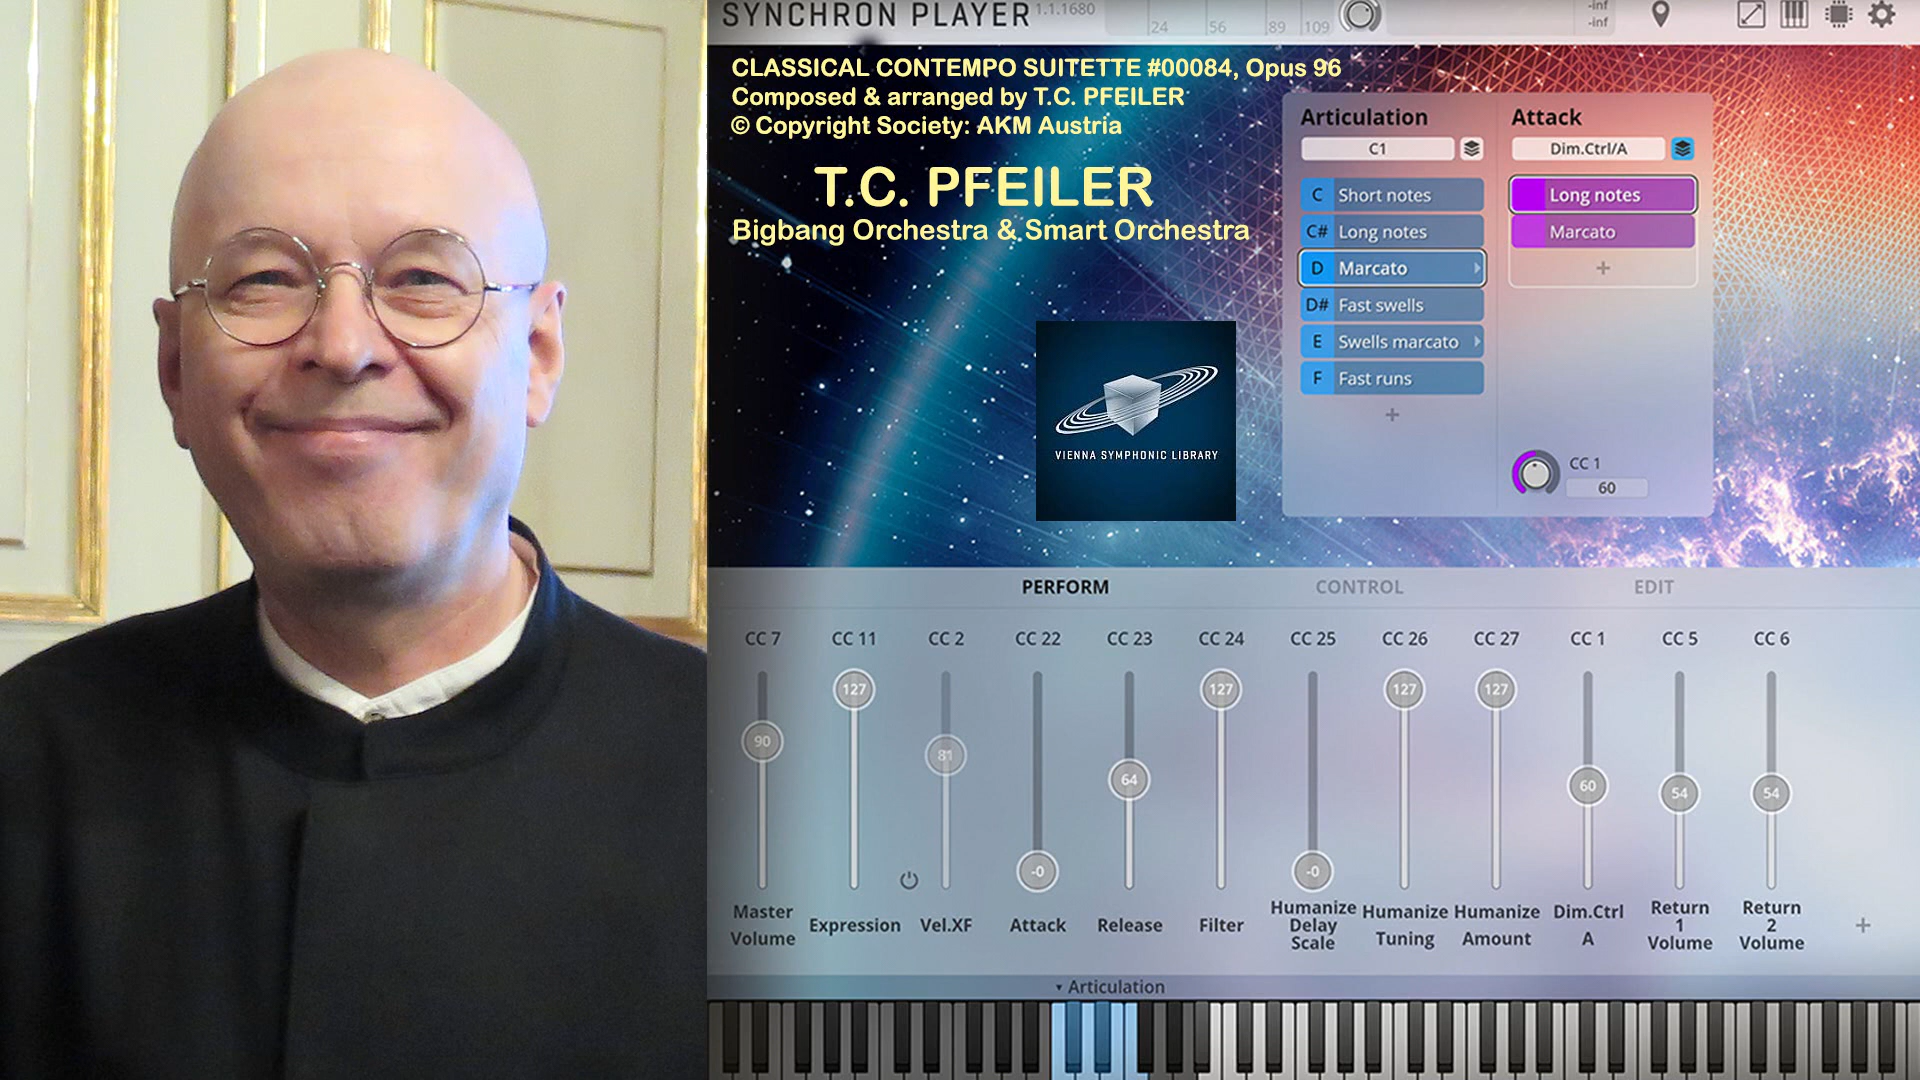 SYNCHRON PLAYER 1.1.1680
24 56 89 109
-inf
-inf
CLASSICAL CONTEMPO SUITETTE #00084, Opus 96
Composed & arranged by T.C. PFEILER
© Copyright Society: AKM Austria
T.C. PFEILER
Bigbang Orchestra & Smart Orchestra
VIENNA SYMPHONIC LIBRARY
Articulation
C1
C Short notes
C# Long notes
D Marcato
D# Fast swells
E Swells marcato
F Fast runs
+
Attack
Dim.Ctrl/A
Long notes
Marcato
+
CC 1
60
PERFORM CONTROL EDIT
CC 7 CC 11 CC 2 CC 22 CC 23 CC 24 CC 25 CC 26 CC 27 CC 1 CC 5 CC 6
90 127 81 -0 64 127 -0 127 127 60 54 54
Master
Volume
Expression
Vel.XF
Attack
Release
Filter
Humanize
Delay
Scale
Humanize
Tuning
Humanize
Amount
Dim.Ctrl
A
Return
1
Volume
Return
2
Volume
+
Articulation